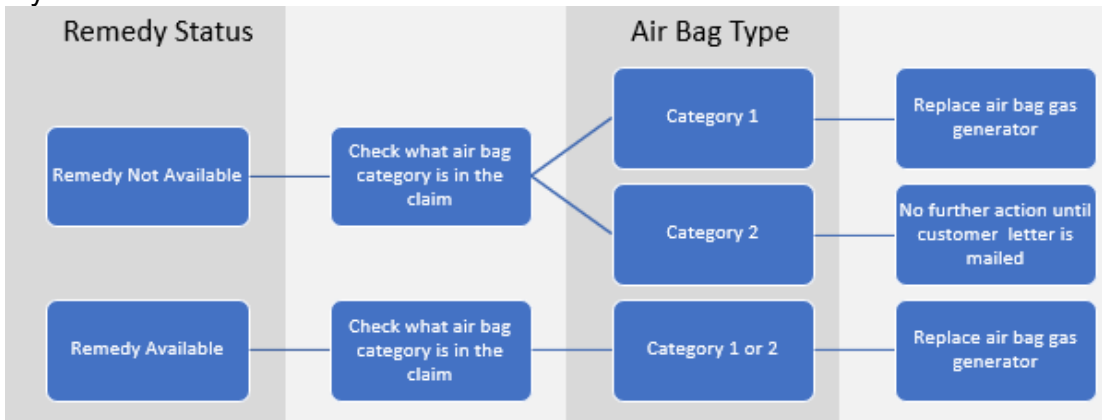 Remedy Status
Air Bag Type
Remedy Not Available
Check what air bag
category is in the
claim
Category 1
Replace air bag gas
generator
Category 2
No further action until
customer letter is
mailed
Remedy Available
Check what air bag
category is in the
claim
Category 1 or 2
Replace air bag gas
generator